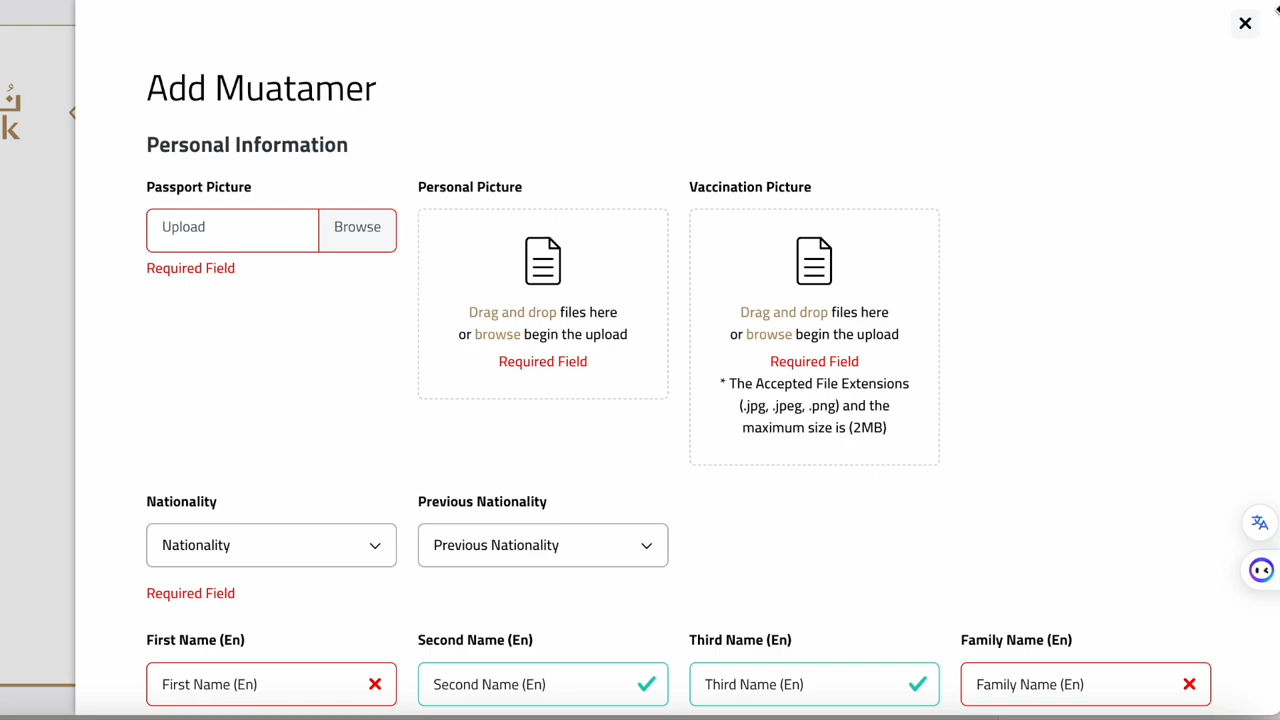 Add Muatamer
Personal Information
Passport Picture
Personal Picture
Vaccination Picture
Upload
Browse
Required Field
Drag and drop files here
or browse begin the upload
Required Field
Drag and drop files here
or browse begin the upload
Required Field
* The Accepted File Extensions
(.jpg, .jpeg, .png) and the
maximum size is (2MB)
Nationality
Previous Nationality
Nationality
Previous Nationality
Required Field
First Name (En)
Second Name (En)
Third Name (En)
Family Name (En)
First Name (En)
Second Name (En)
Third Name (En)
Family Name (En)